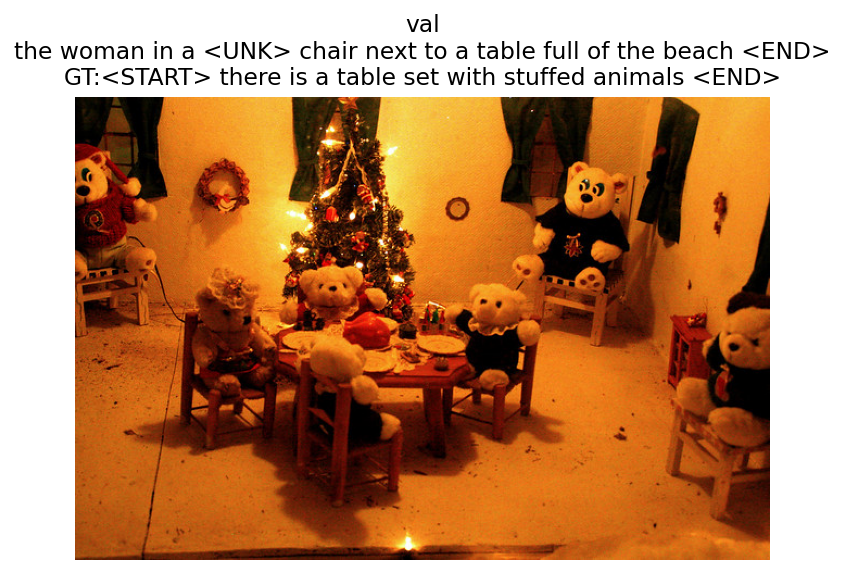 val
the woman in a <UNK> chair next to a table full of the beach <END>
GT:<START> there is a table set with stuffed animals <END>